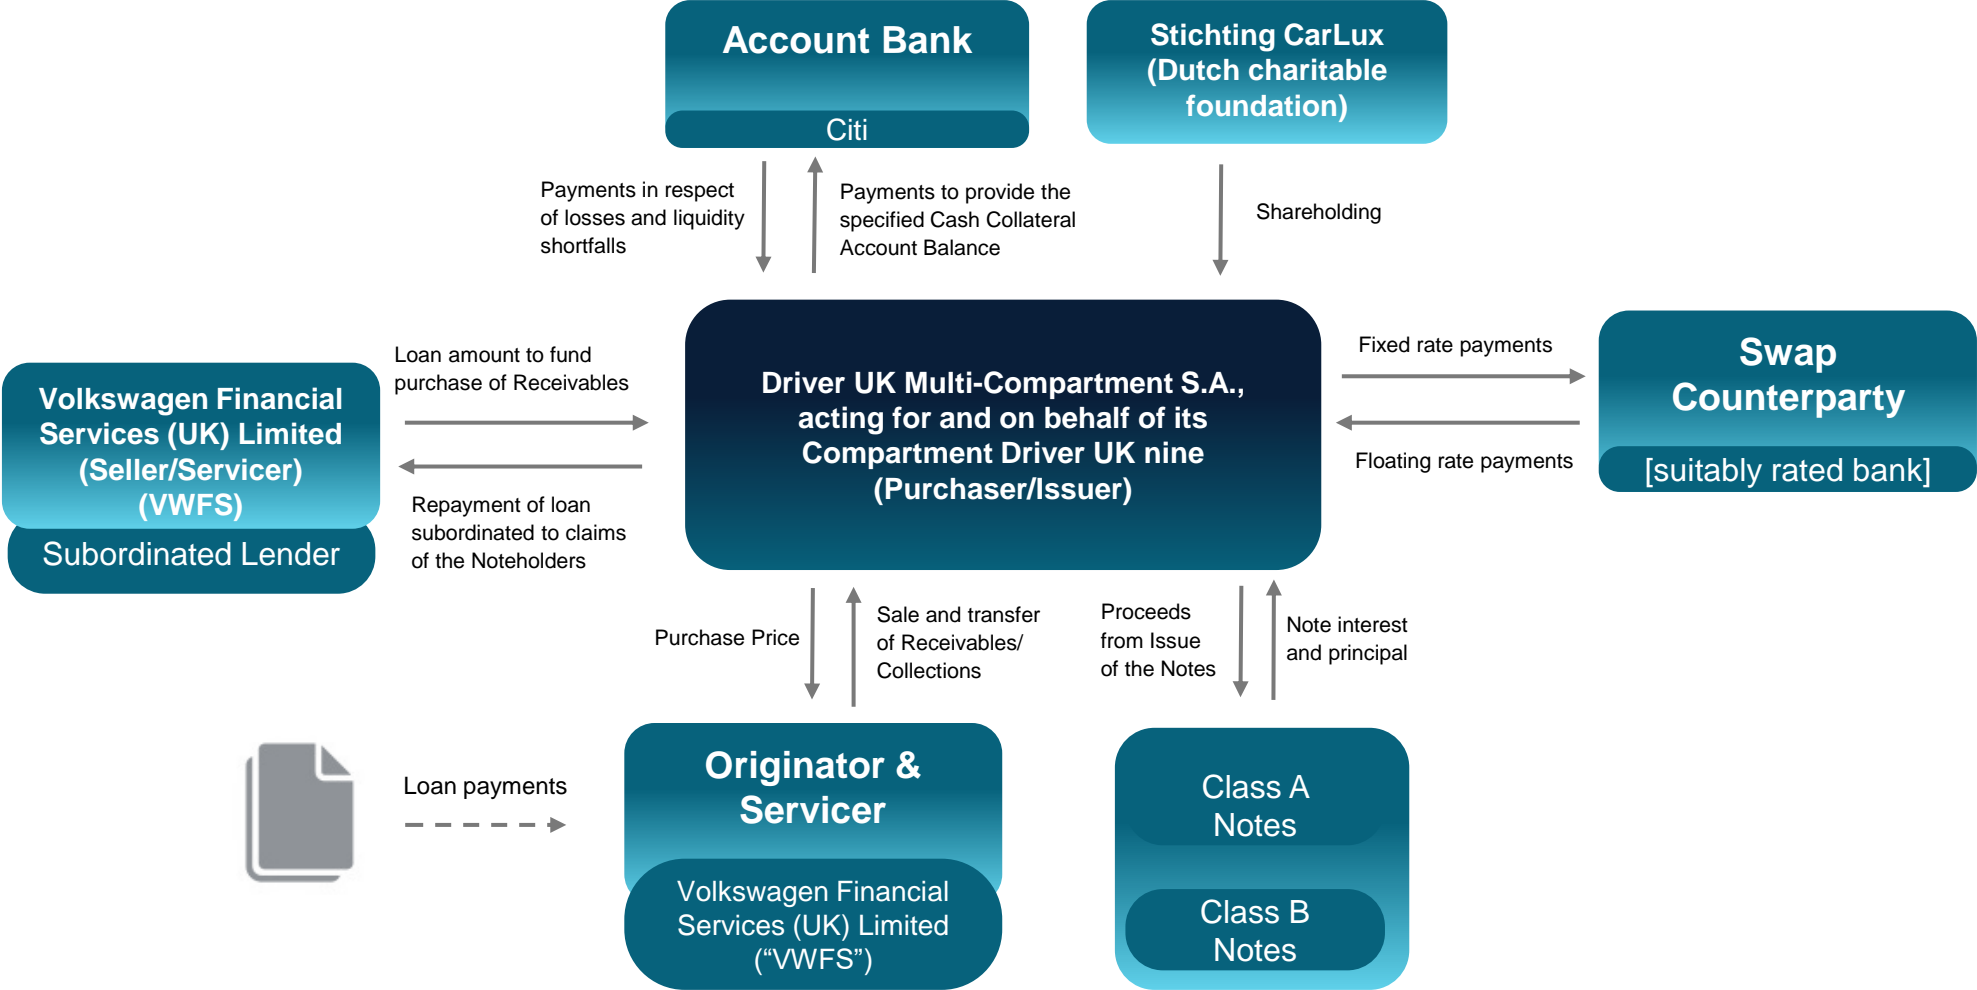 Account Bank
Citi
Stichting CarLux
(Dutch charitable
foundation)
Payments in respect
of losses and liquidity
shortfalls
Payments to provide the
specified Cash Collateral
Account Balance
Shareholding
Volkswagen Financial
Services (UK) Limited
(Seller/Servicer)
(VWFS)
Subordinated Lender
Loan amount to fund
purchase of Receivables
Repayment of loan
subordinated to claims
of the Noteholders
Driver UK Multi-Compartment S.A.,
acting for and on behalf of its
Compartment Driver UK nine
(Purchaser/Issuer)
Fixed rate payments
Floating rate payments
Swap
Counterparty
[suitably rated bank]
Purchase Price
Sale and transfer
of Receivables/
Collections
Proceeds
from Issue
of the Notes
Note interest
and principal
Loan payments
Originator &
Servicer
Volkswagen Financial
Services (UK) Limited
(“VWFS”)
Class A
Notes
Class B
Notes